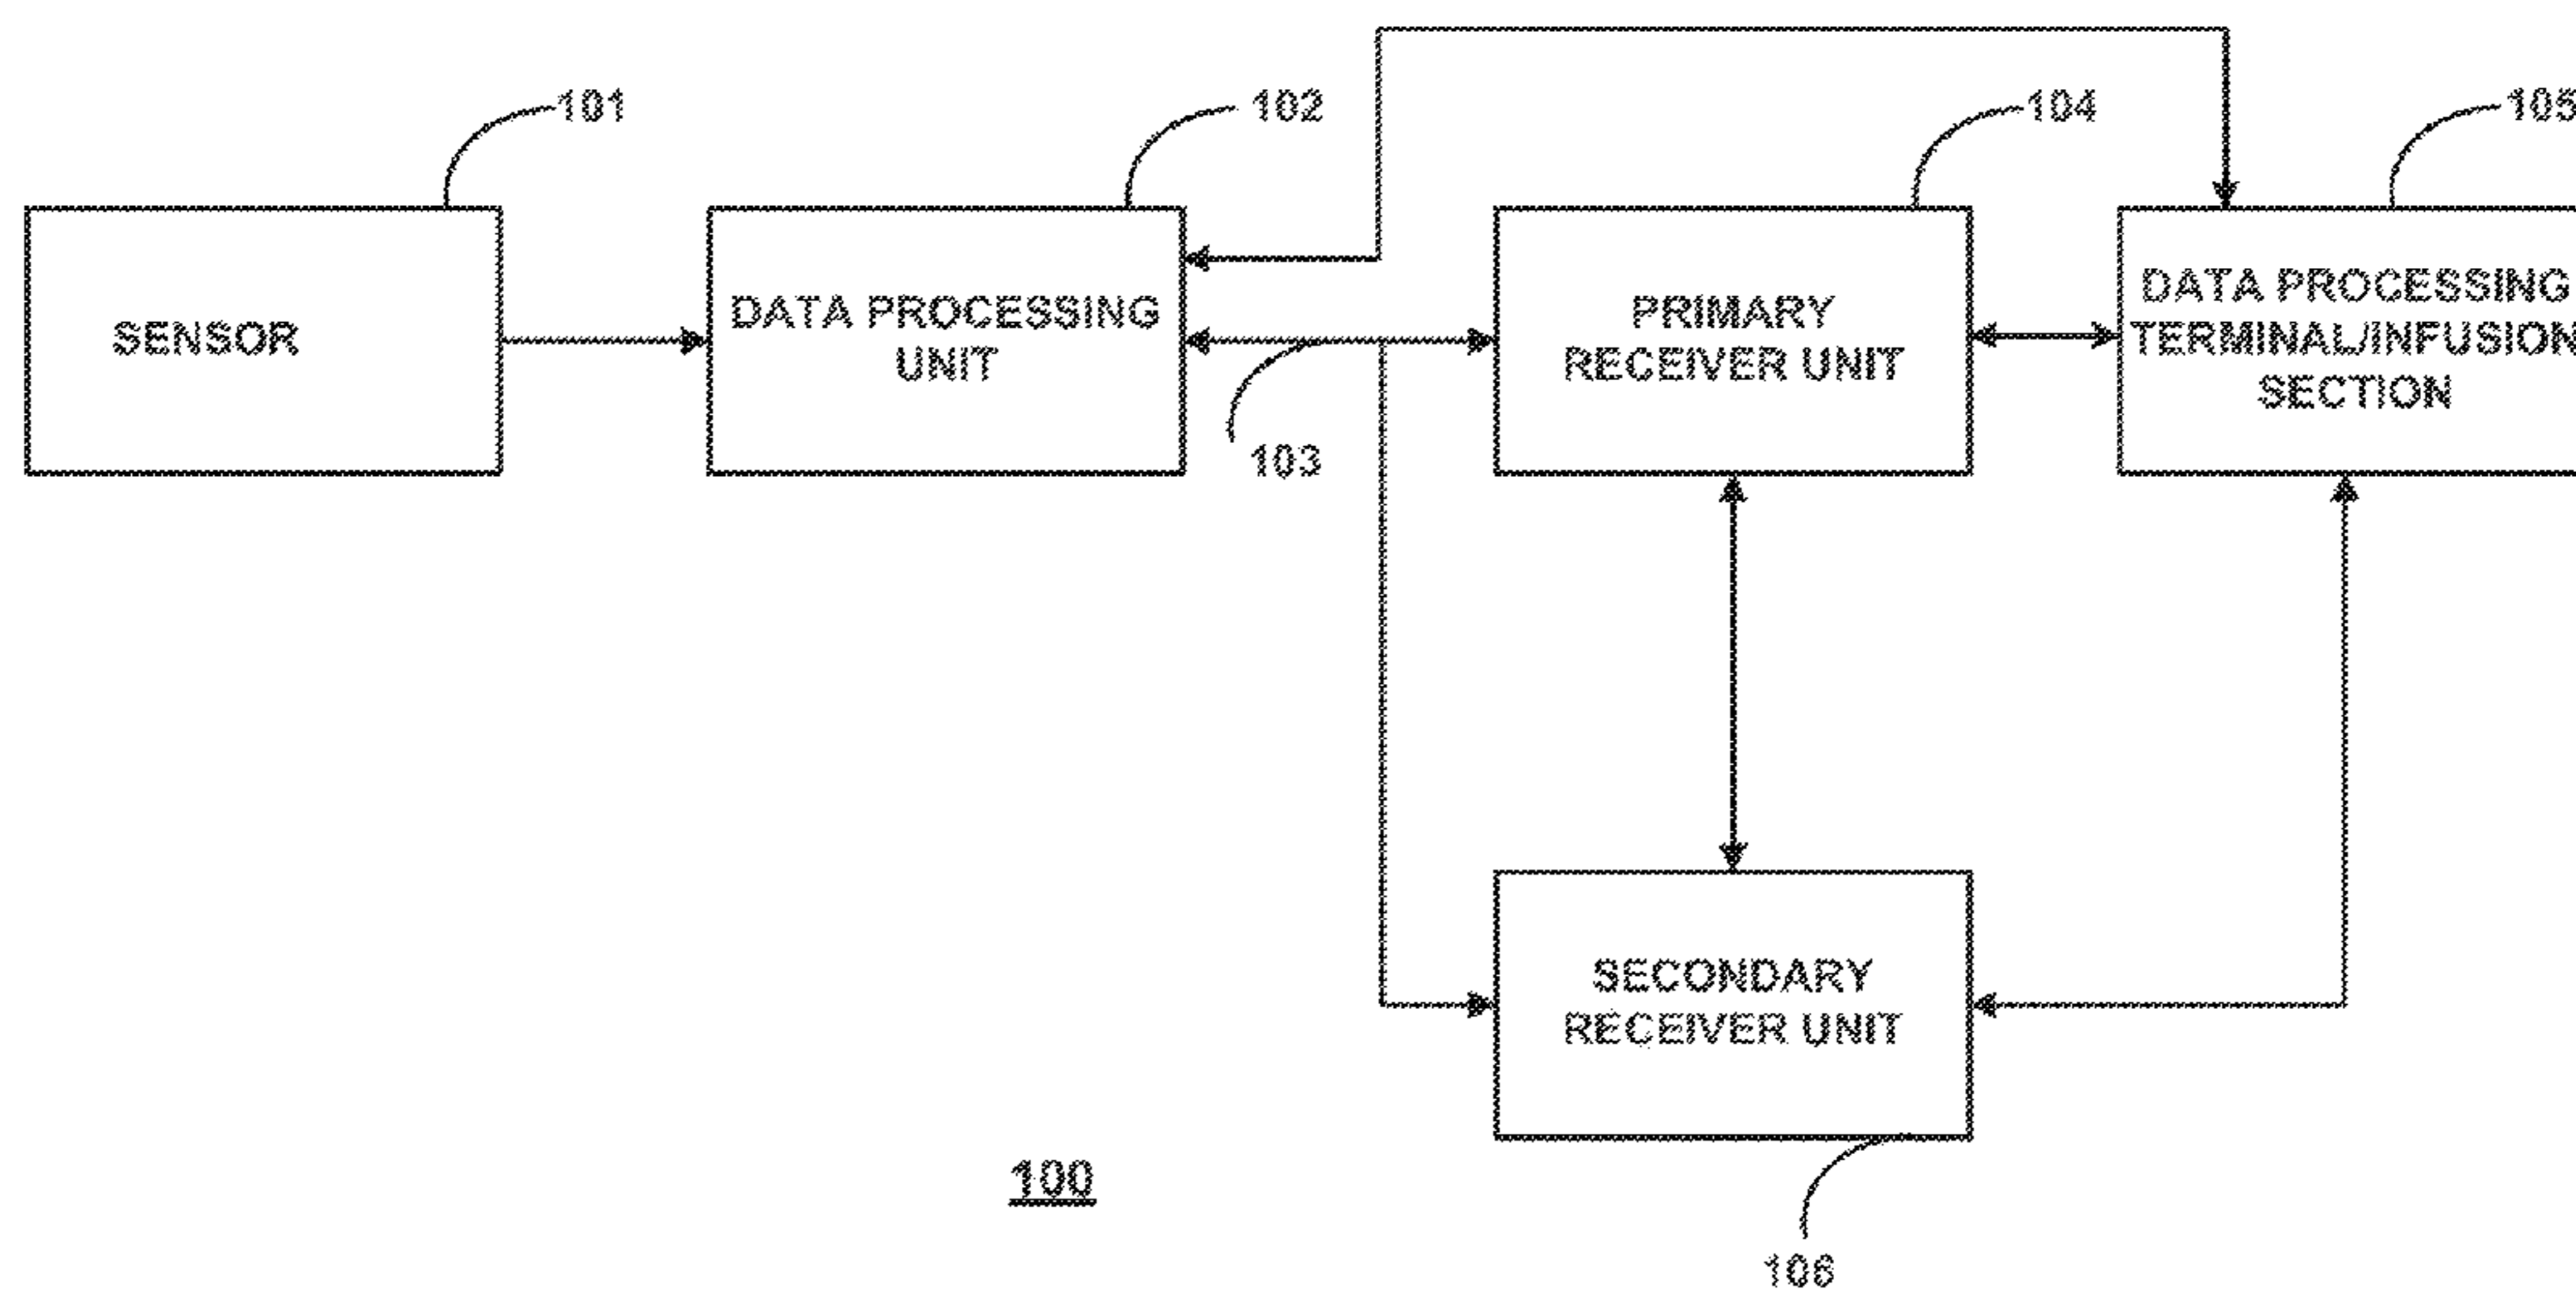 101
102
104
105
SENSOR
DATA PROCESSING
UNIT
PRIMARY
RECEIVER UNIT
DATA PROCESSING
TERMINAL/INFUSION
SECTION
103
SECONDARY
RECEIVER UNIT
100
106